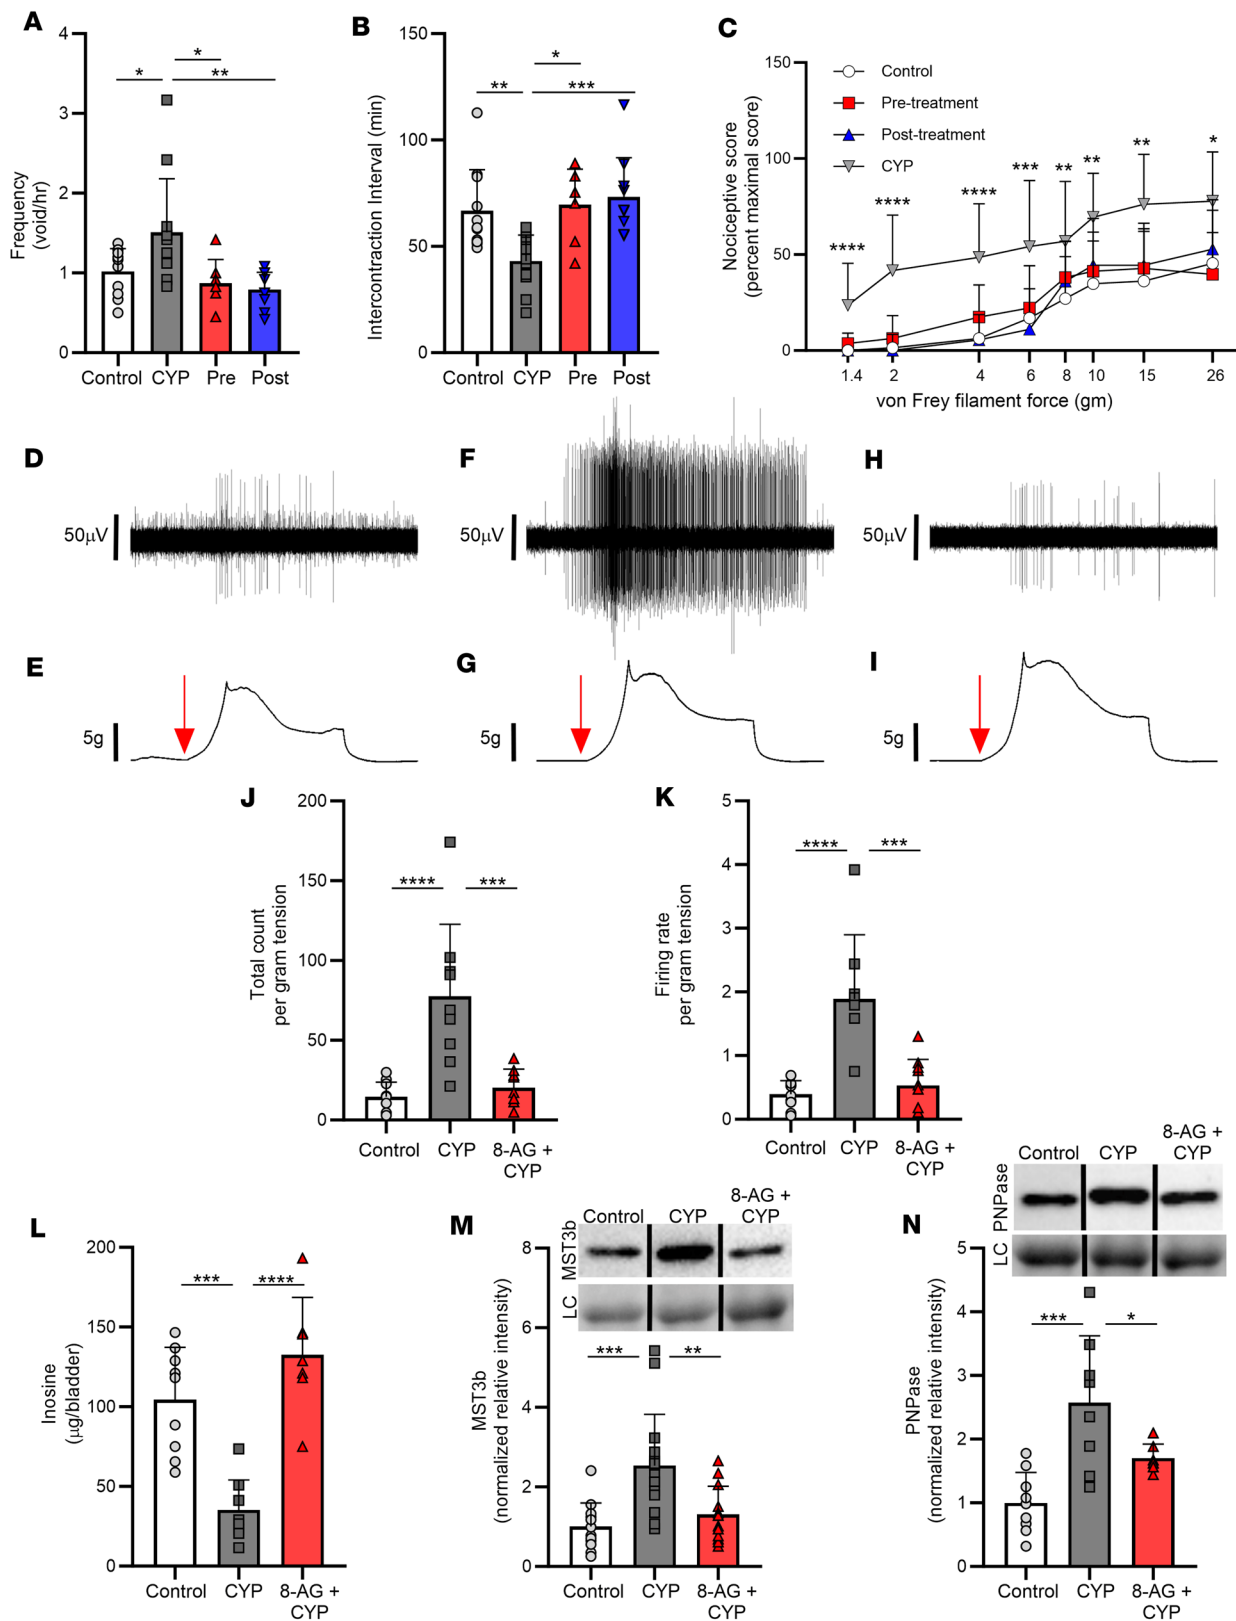 A
Frequency
(void/hr)
4
3
2
1
0
*
*
**
Control CYP Pre Post
B
Intercontraction Interval (min)
150
100
50
0
**
*
***
Control CYP Pre Post
C
Nociceptive score
(percent maximal score)
150
100
50
0
Control
Pre-treatment
Post-treatment
CYP
**** **** **** *** ** ** ** *
1.4 2 4 6 8 10 15 26
von Frey filament force (gm)
D
50μV
F
50μV
H
50μV
E
5g
G
5g
I
5g
J
Total count
per gram tension
200
150
100
50
0
**** ***
Control CYP 8-AG +
CYP
K
Firing rate
per gram tension
5
4
3
2
1
0
**** ***
Control CYP 8-AG +
CYP
L
Inosine
(μg/bladder)
200
150
100
50
0
*** ****
Control CYP 8-AG +
CYP
M
Control CYP 8-AG +
CYP
MST3b
LC
MST3b
(normalized relative intensity)
8
6
4
2
0
*** **
Control CYP 8-AG +
CYP
N
Control CYP 8-AG +
CYP
PNPase
LC
PNPase
(normalized relative intensity)
5
4
3
2
1
0
*** *
Control CYP 8-AG +
CYP